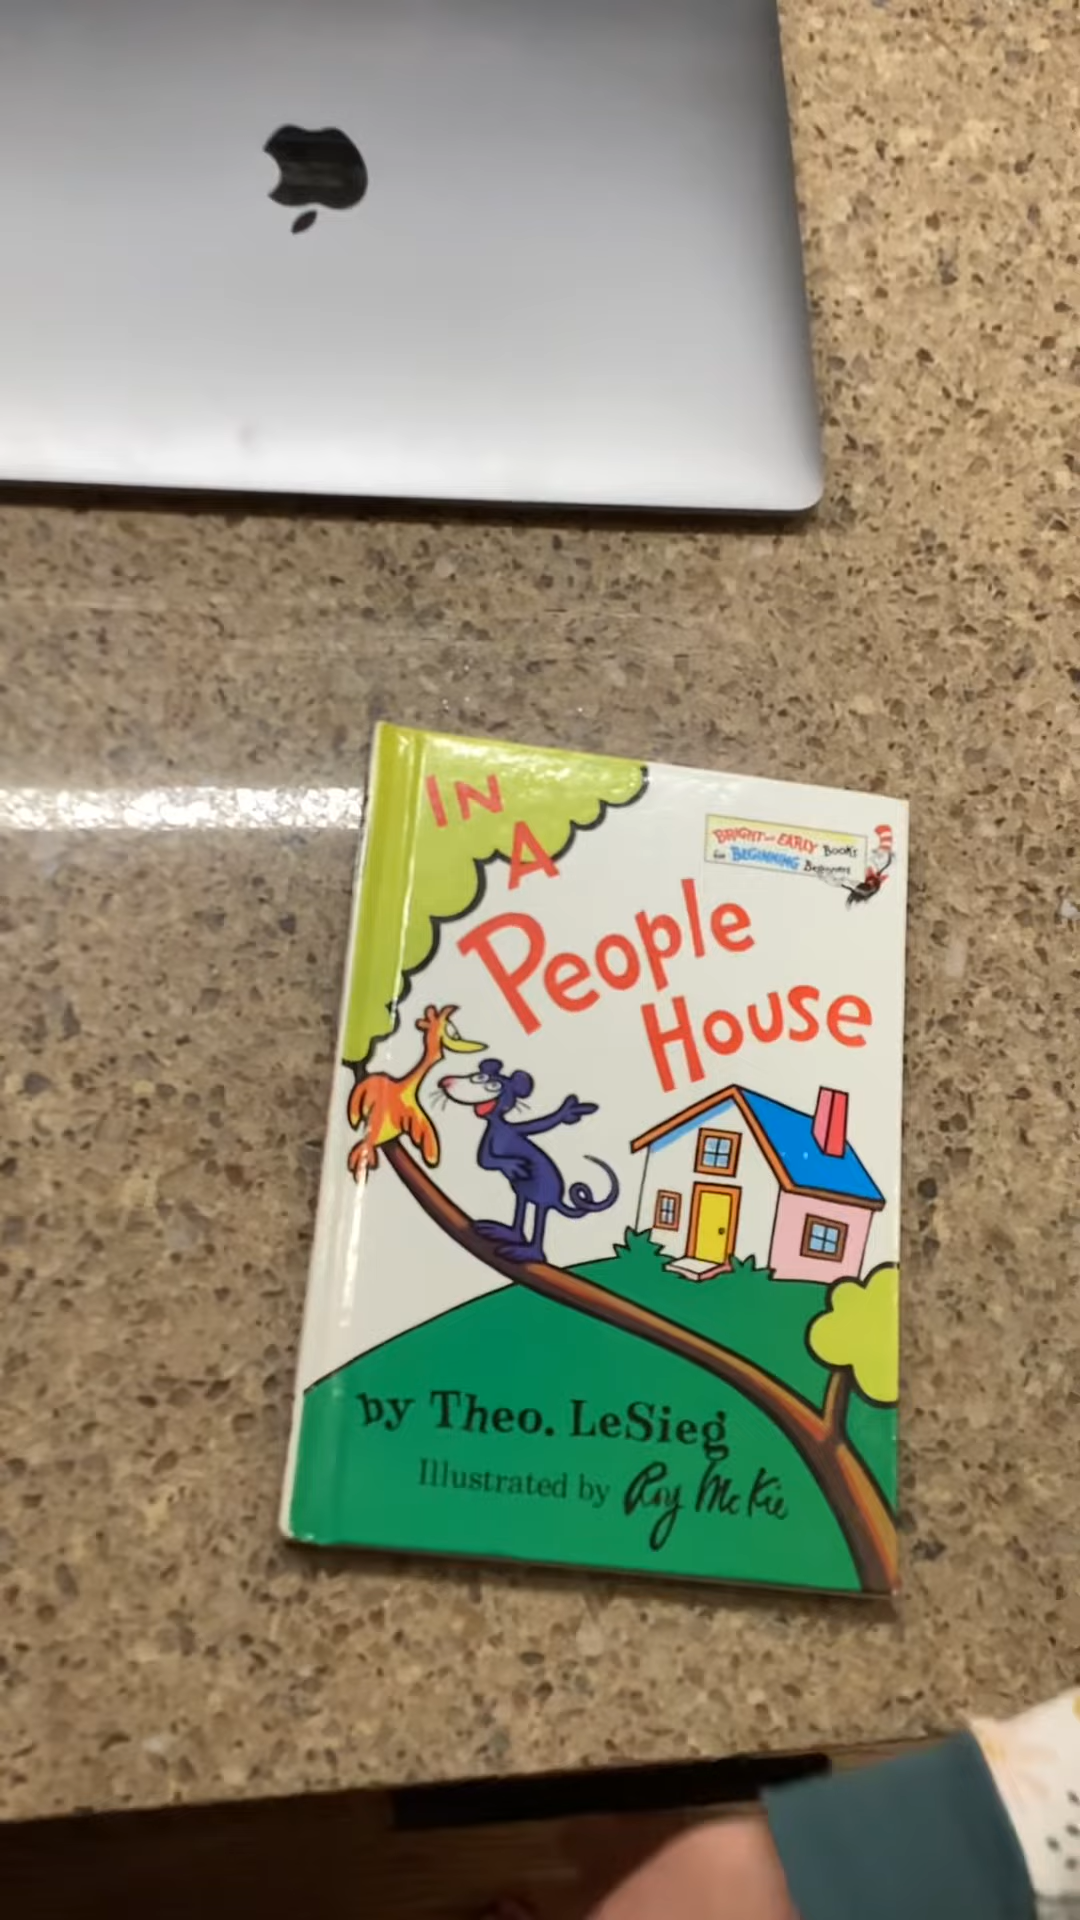 IN
A
People
House
BRIGHT and EARLY Books
for BEGINNING Beginners
by Theo. LeSieg
Illustrated by Roy McKie